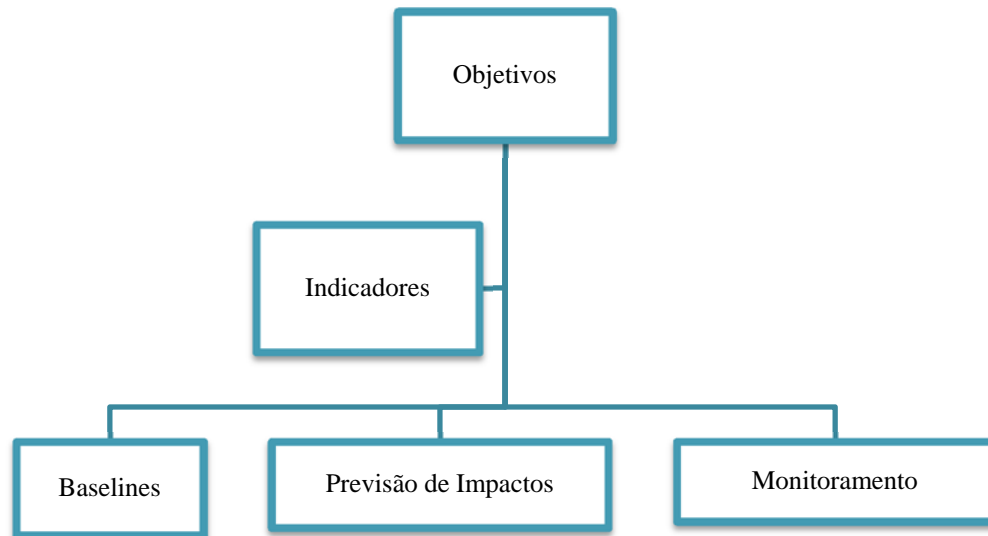 Objetivos
Indicadores
Baselines
Previsão de Impactos
Monitoramento